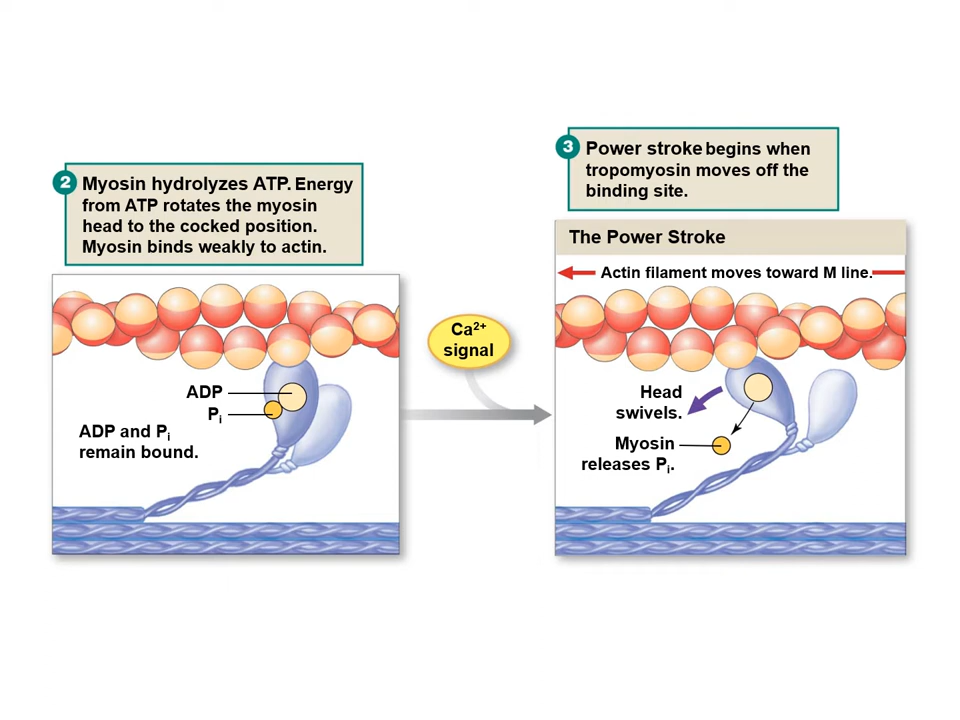 2 Myosin hydrolyzes ATP. Energy
from ATP rotates the myosin
head to the cocked position.
Myosin binds weakly to actin.
ADP
Pi
ADP and Pi
remain bound.
Ca2+
signal
3 Power stroke begins when
tropomyosin moves off the
binding site.
The Power Stroke
Actin filament moves toward M line.
Head
swivels.
Myosin
releases Pi.